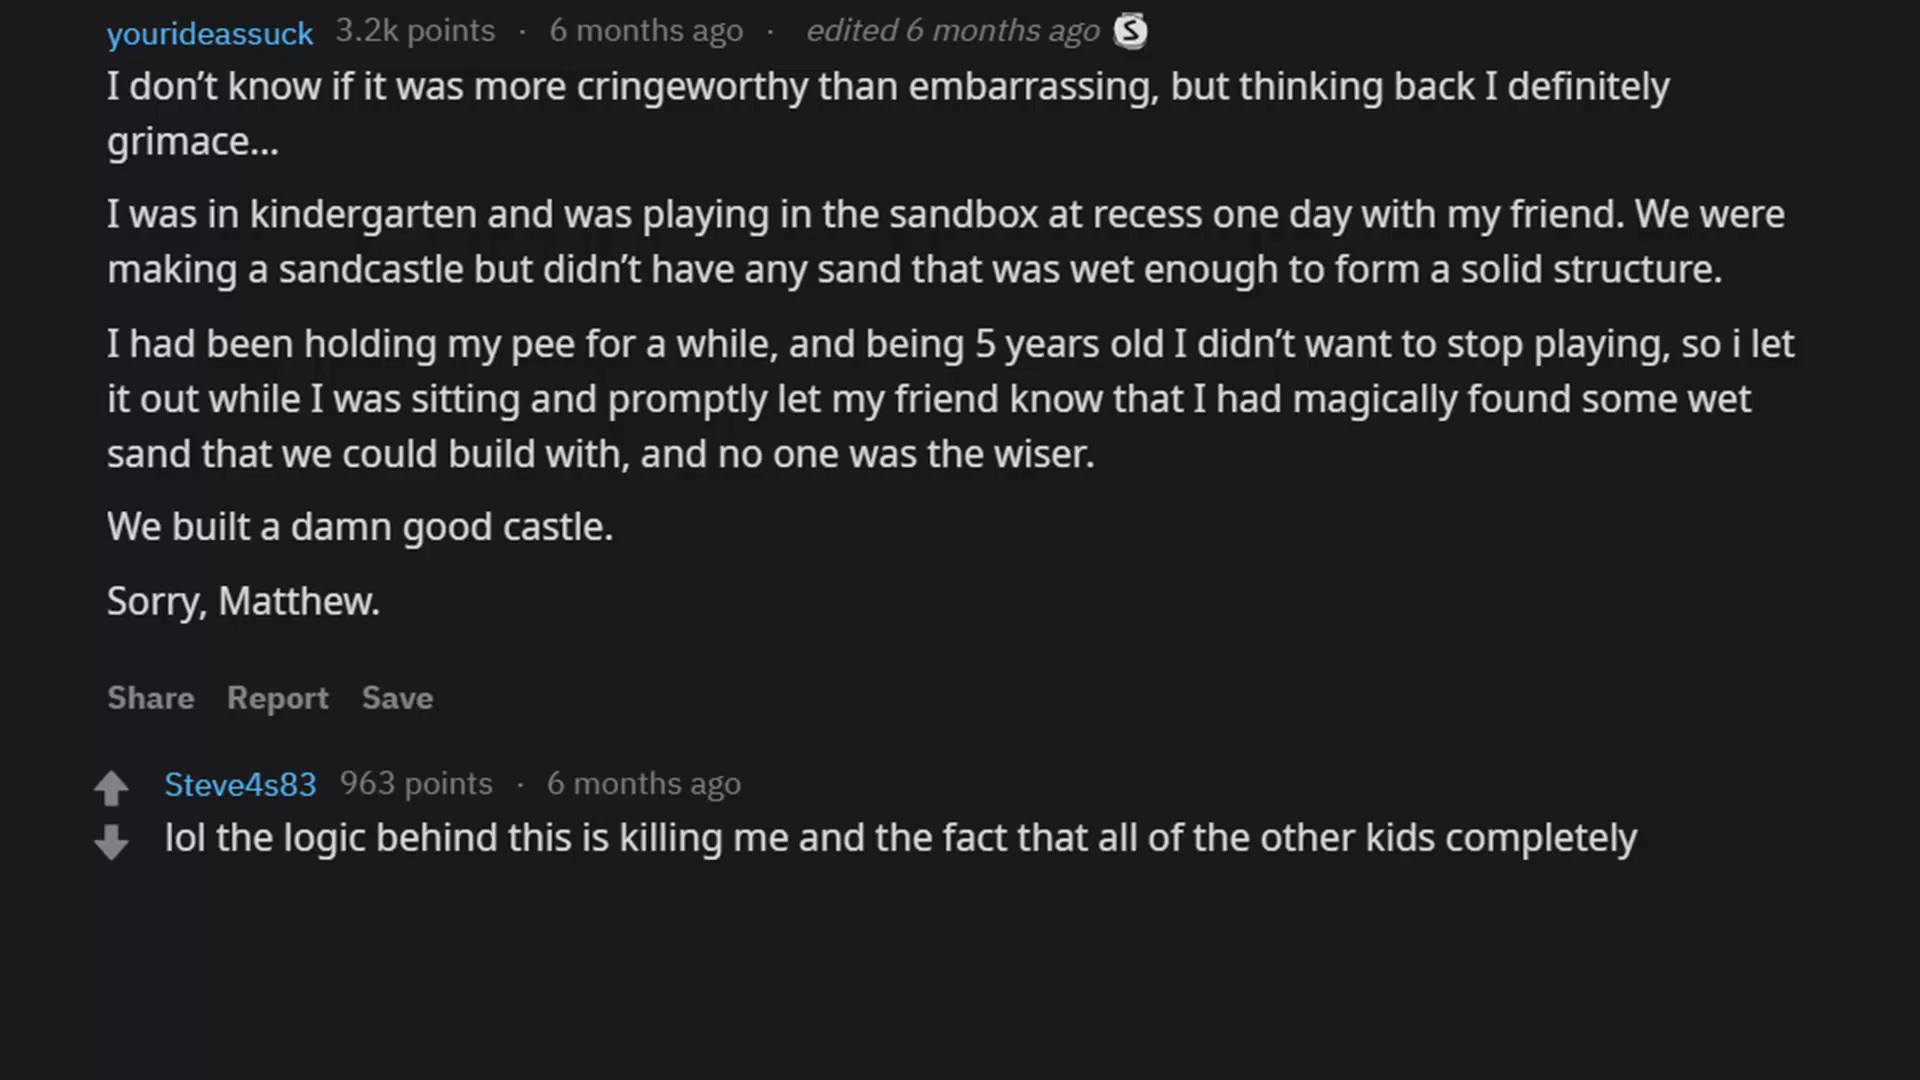 yourideassuck 3.2k points · 6 months ago · edited 6 months ago S
I don’t know if it was more cringeworthy than embarrassing, but thinking back I definitely
grimace...
I was in kindergarten and was playing in the sandbox at recess one day with my friend. We were
making a sandcastle but didn’t have any sand that was wet enough to form a solid structure.
I had been holding my pee for a while, and being 5 years old I didn’t want to stop playing, so i let
it out while I was sitting and promptly let my friend know that I had magically found some wet
sand that we could build with, and no one was the wiser.
We built a damn good castle.
Sorry, Matthew.
Share Report Save
Steve4s83 963 points · 6 months ago
lol the logic behind this is killing me and the fact that all of the other kids completely